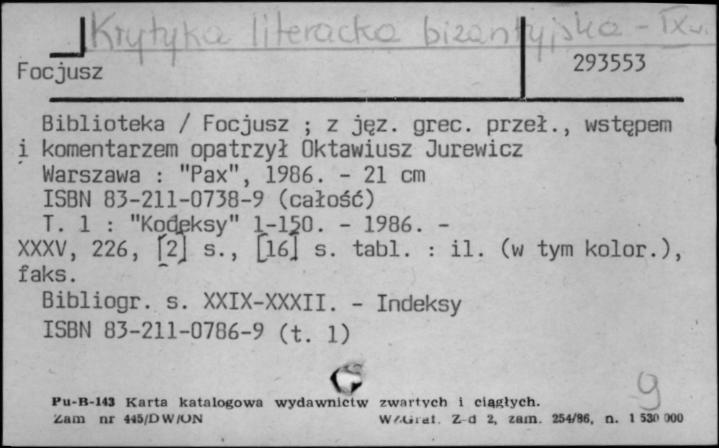 Krytyka literacka bizantyjska - IX w.
Focjusz
293553
Biblioteka / Focjusz ; z jęz. grec. przeł., wstępem
i komentarzem opatrzył Oktawiusz Jurewicz
Warszawa : "Pax", 1986. - 21 cm
ISBN 83-211-0738-9 (całość)
T. 1 : "Kodeksy" 1-150. - 1986. -
XXXV, 226, [2] s., [16] s. tabl. : il. (w tym kolor.),
faks.
Bibliogr. s. XXIX-XXXII. - Indeksy
ISBN 83-211-0786-9 (t. 1)
9
Pu-B-143 Karta katalogowa wydawnictw zwartych i ciągłych.
Zam nr 445/DW/ON W.Z.Graf. Z-d 2, zam. 254/86, n. 1 530 000